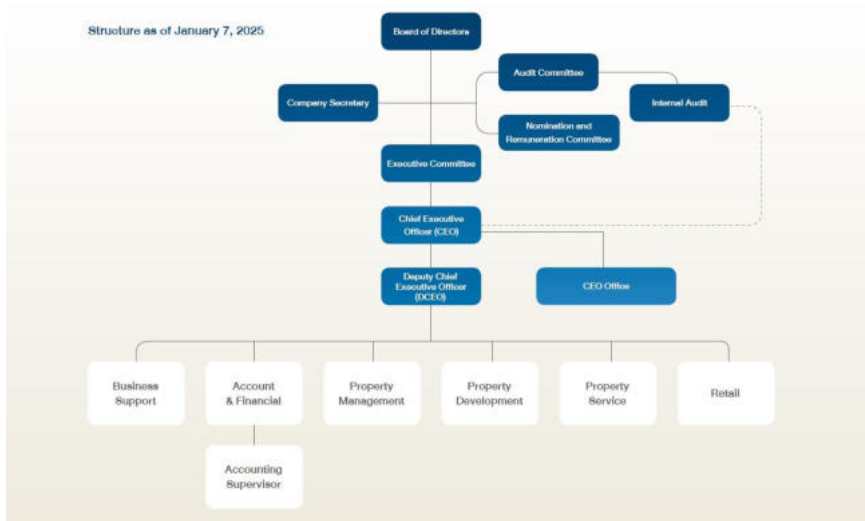 Structure as of January 7, 2025
Board of Directors
Audit Committee
Company Secretary
Internal Audit
Nomination and
Remuneration Committee
Executive Committee
Chief Executive
Officer (CEO)
Deputy Chief
Executive Officer
(DCEO)
CEO Office
Business
Support
Account
& Financial
Property
Management
Property
Development
Property
Service
Retail
Accounting
Supervisor